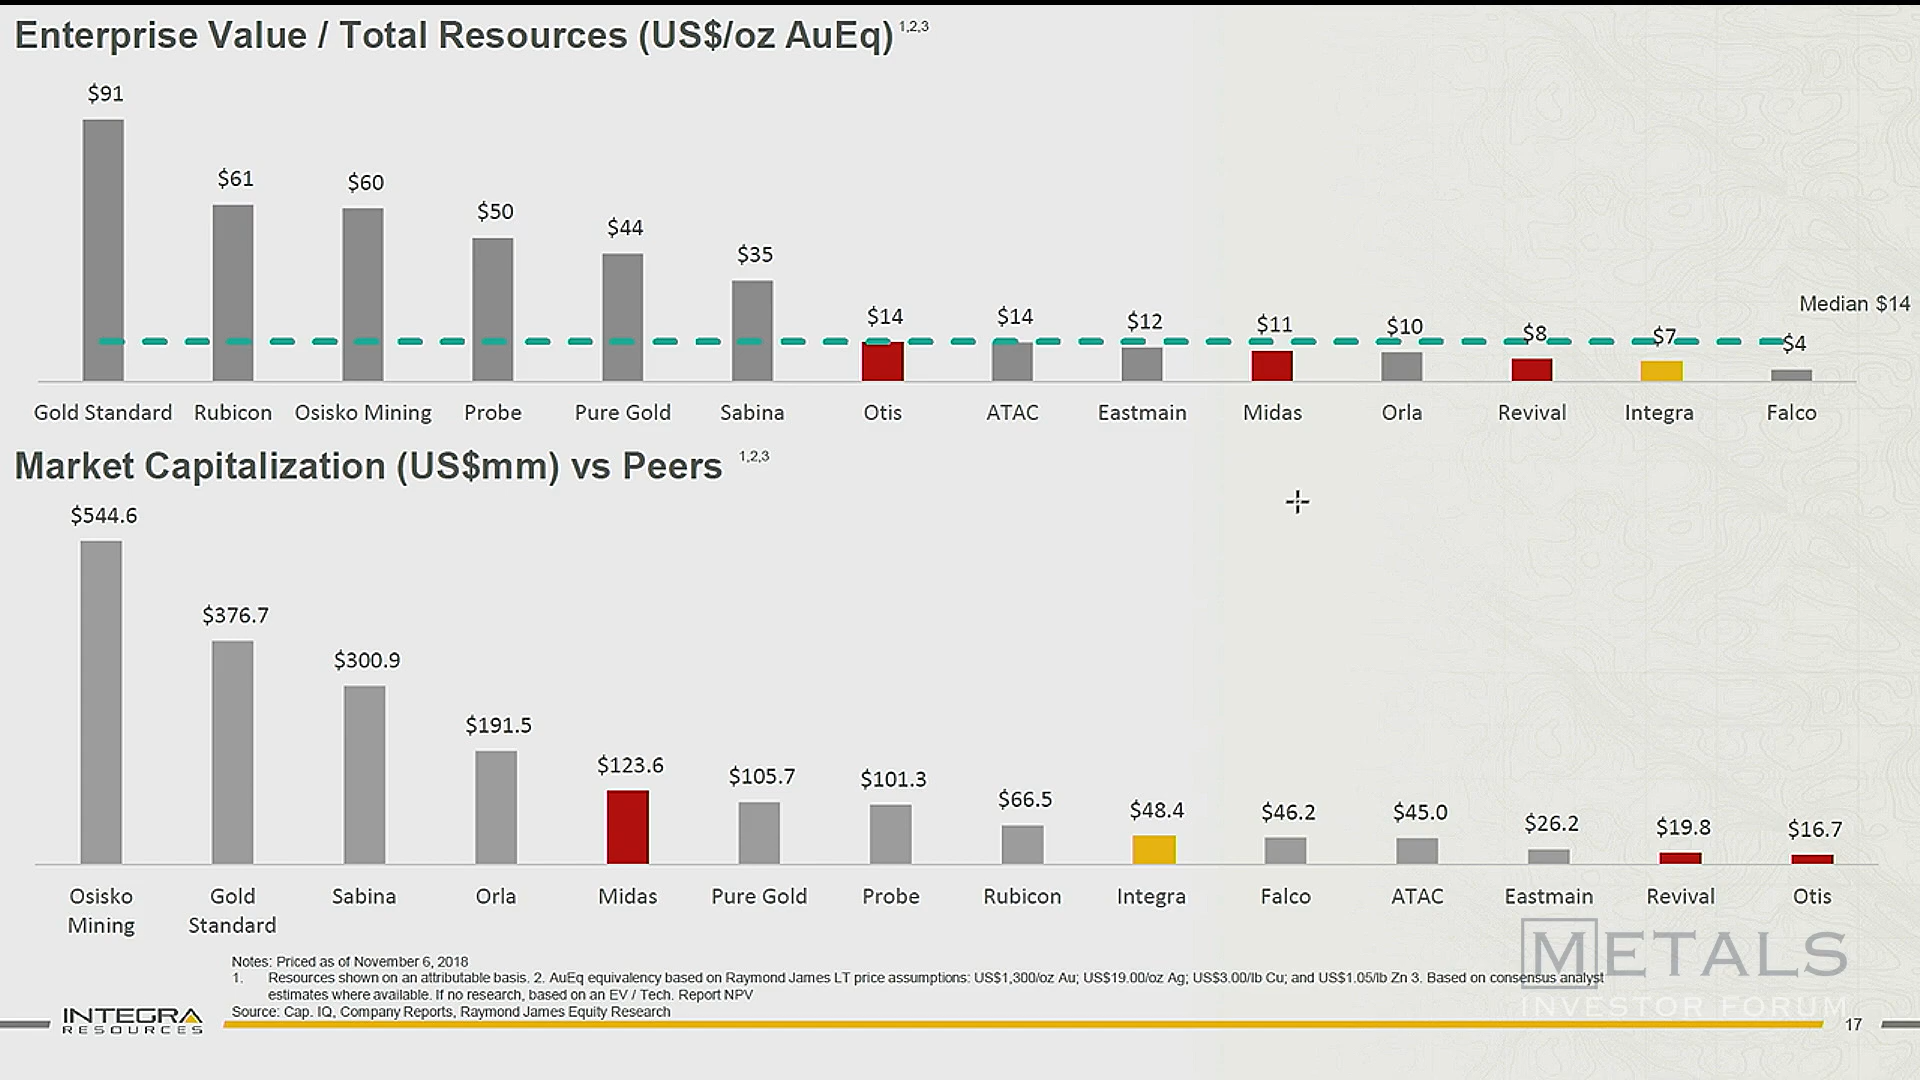 Enterprise Value / Total Resources (US$/oz AuEq) 1,2,3
$91
$61
$60
$50
$44
$35
$14
$14
$12
$11
$10
$8
$7
$4
Median $14
Gold Standard Rubicon Osisko Mining Probe Pure Gold Sabina Otis ATAC Eastmain Midas Orla Revival Integra Falco
Market Capitalization (US$mm) vs Peers 1,2,3
$544.6
$376.7
$300.9
$191.5
$123.6
$105.7
$101.3
$66.5
$48.4
$46.2
$45.0
$26.2
$19.8
$16.7
Osisko Gold Sabina Orla Midas Pure Gold Probe Rubicon Integra Falco ATAC Eastmain Revival Otis
Mining Standard
Notes: Priced as of November 6, 2018
1. Resources shown on an attributable basis. 2. AuEq equivalency based on Raymond James LT price assumptions: US$1,300/oz Au; US$19.00/oz Ag; US$3.00/lb Cu; and US$1.05/lb Zn 3. Based on consensus analyst
estimates where available. If no research, based on an EV / Tech. Report NPV
Source: Cap. IQ, Company Reports, Raymond James Equity Research
INTEGRA
RESOURCES
METALS
INVESTOR FORUM
17